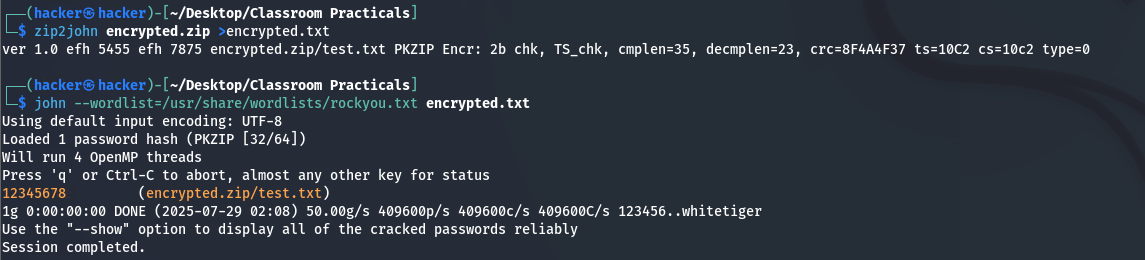 ┌──(hacker㉿hacker)-[~/Desktop/Classroom Practicals]
└─$ zip2john encrypted.zip >encrypted.txt
ver 1.0 efh 5455 efh 7875 encrypted.zip/test.txt PKZIP Encr: 2b chk, TS_chk, cmplen=35, decmplen=23, crc=8F4A4F37 ts=10C2 cs=10c2 type=0
┌──(hacker㉿hacker)-[~/Desktop/Classroom Practicals]
└─$ john --wordlist=/usr/share/wordlists/rockyou.txt encrypted.txt
Using default input encoding: UTF-8
Loaded 1 password hash (PKZIP [32/64])
Will run 4 OpenMP threads
Press 'q' or Ctrl-C to abort, almost any other key for status
12345678         (encrypted.zip/test.txt)
1g 0:00:00:00 DONE (2025-07-29 02:08) 50.00g/s 409600p/s 409600c/s 409600C/s 123456..whitetiger
Use the "--show" option to display all of the cracked passwords reliably
Session completed.